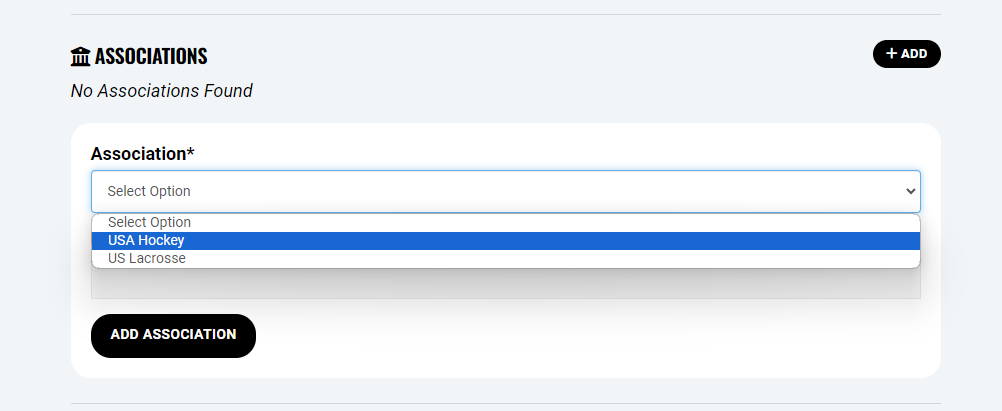 ASSOCIATIONS
+ ADD
No Associations Found
Association*
Select Option
Select Option
USA Hockey
US Lacrosse
ADD ASSOCIATION